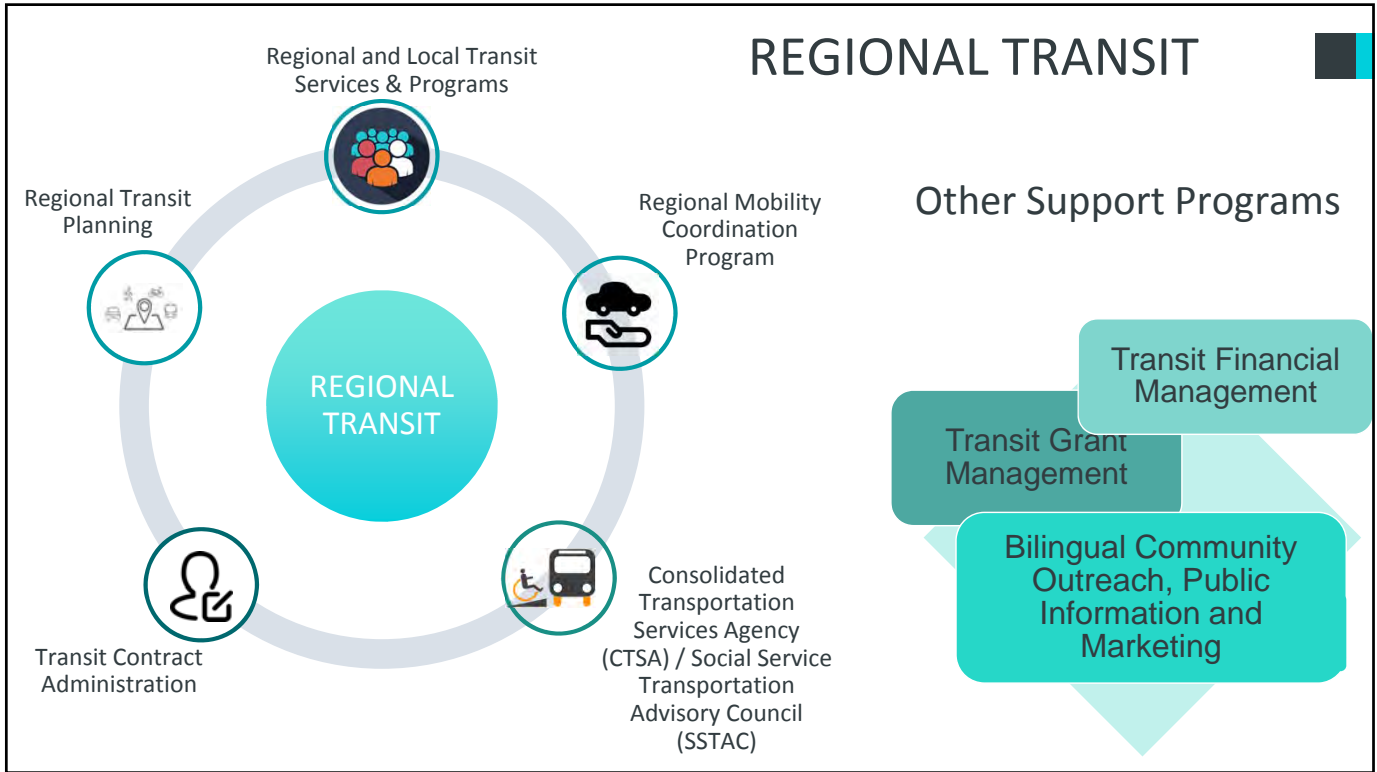 REGIONAL TRANSIT
Regional and Local Transit
Services & Programs
Regional Transit
Planning
Regional Mobility
Coordination
Program
REGIONAL
TRANSIT
Transit Contract
Administration
Consolidated
Transportation
Services Agency
(CTSA) / Social Service
Transportation
Advisory Council
(SSTAC)
Other Support Programs
Transit Financial
Management
Transit Grant
Management
Bilingual Community
Outreach, Public
Information and
Marketing